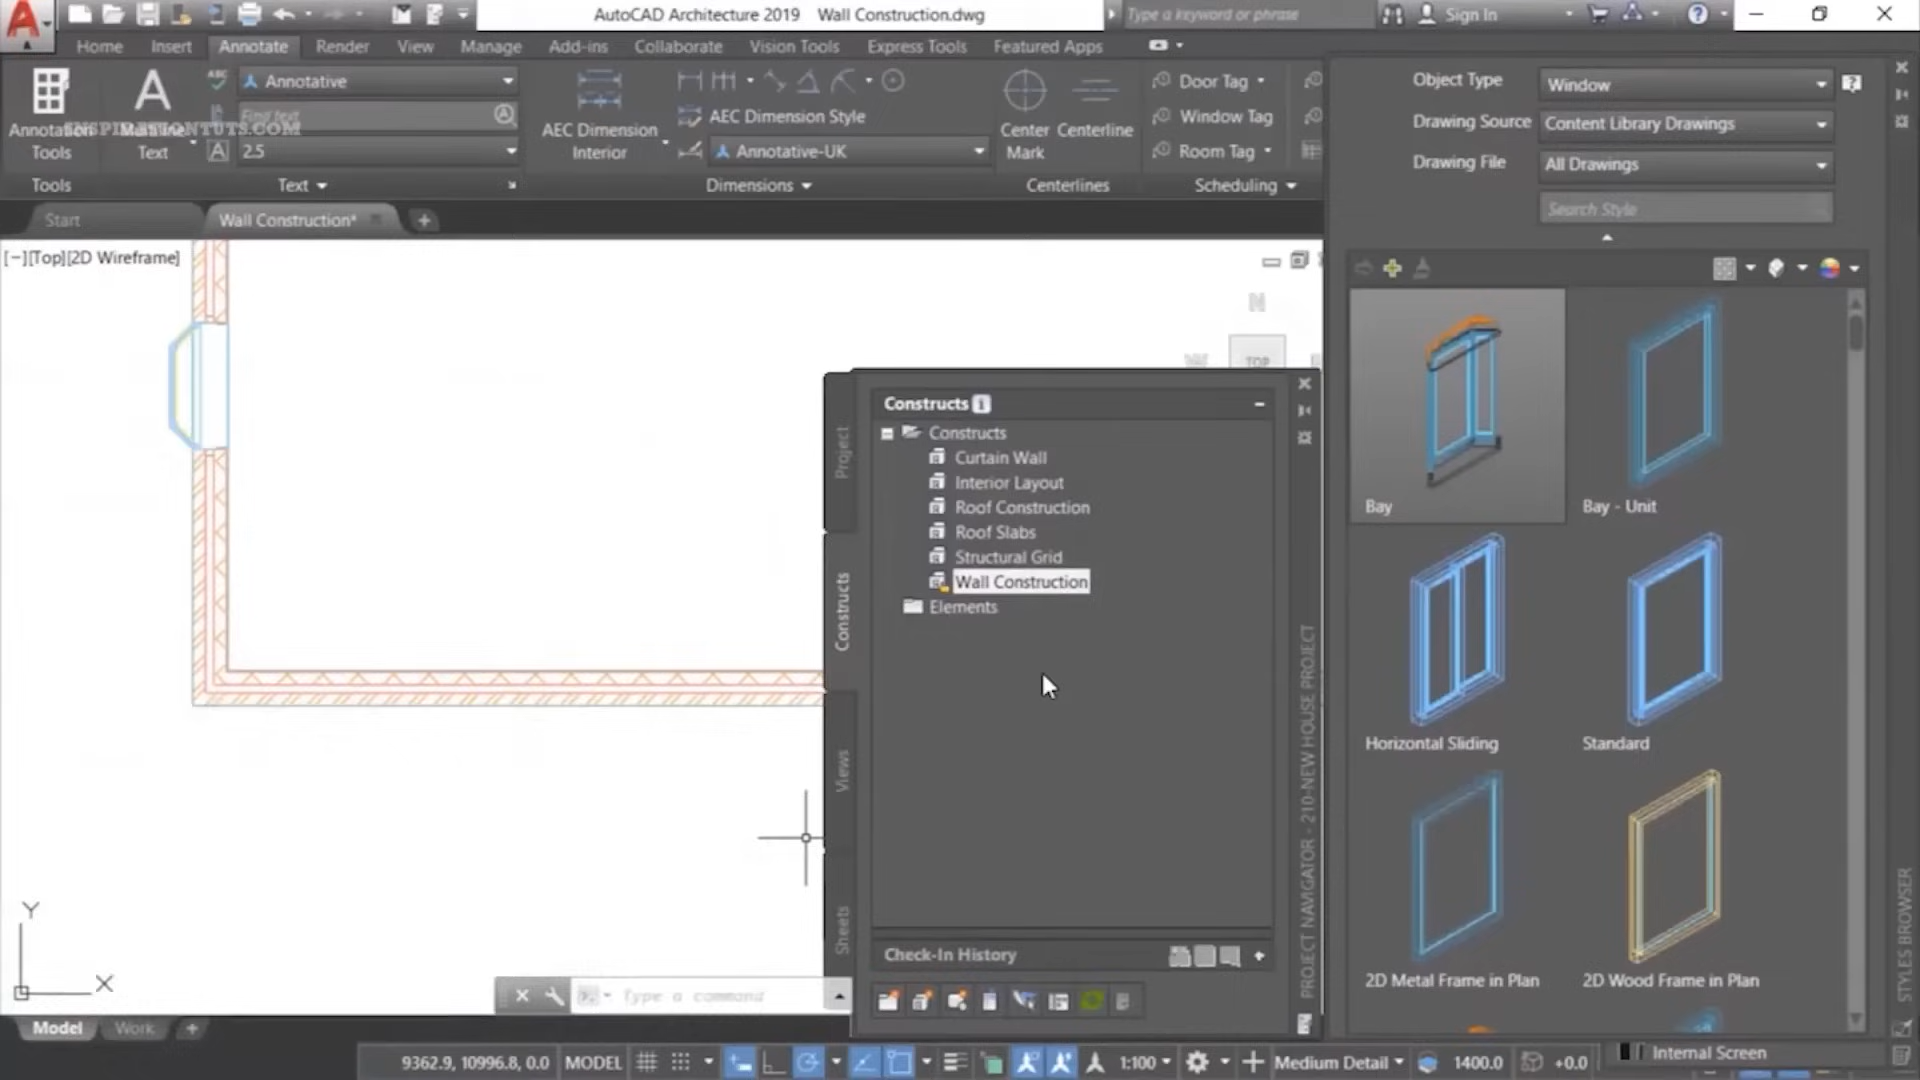 AutoCAD Architecture 2019 Wall Construction.dwg
Type a keyword or phrase
Sign In
Home Insert Annotate Render View Manage Add-ins Collaborate Vision Tools Express Tools Featured Apps
Annotation Tools
Text
Annotative
Find text
2.5
INSPIRATIONTUTS.COM
AEC Dimension Interior
AEC Dimension Style
Annotative-UK
Center Mark
Centerline
Door Tag
Window Tag
Room Tag
Tools
Text
Dimensions
Centerlines
Scheduling
Start
Wall Construction*
[−][Top][2D Wireframe]
N
W
TOP
Y
X
Constructs
Constructs
Curtain Wall
Interior Layout
Roof Construction
Roof Slabs
Structural Grid
Wall Construction
Elements
Project
Constructs
Views
Sheets
Check-In History
PROJECT NAVIGATOR - 210-NEW HOUSE PROJECT
Object Type
Window
Drawing Source
Content Library Drawings
Drawing File
All Drawings
Search Style
Bay
Bay - Unit
Horizontal Sliding
Standard
2D Metal Frame in Plan
2D Wood Frame in Plan
STYLES BROWSER
Type a command
Model
Work
9362.9, 10996.8, 0.0
MODEL
1:100
Medium Detail
1400.0
+0.0
Internal Screen